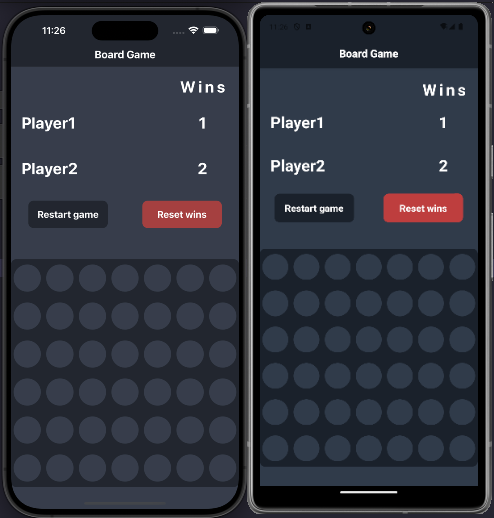 11:26
Board Game
Wins
Player1 1
Player2 2
Restart game Reset wins
11:26
Board Game
Wins
Player1 1
Player2 2
Restart game Reset wins